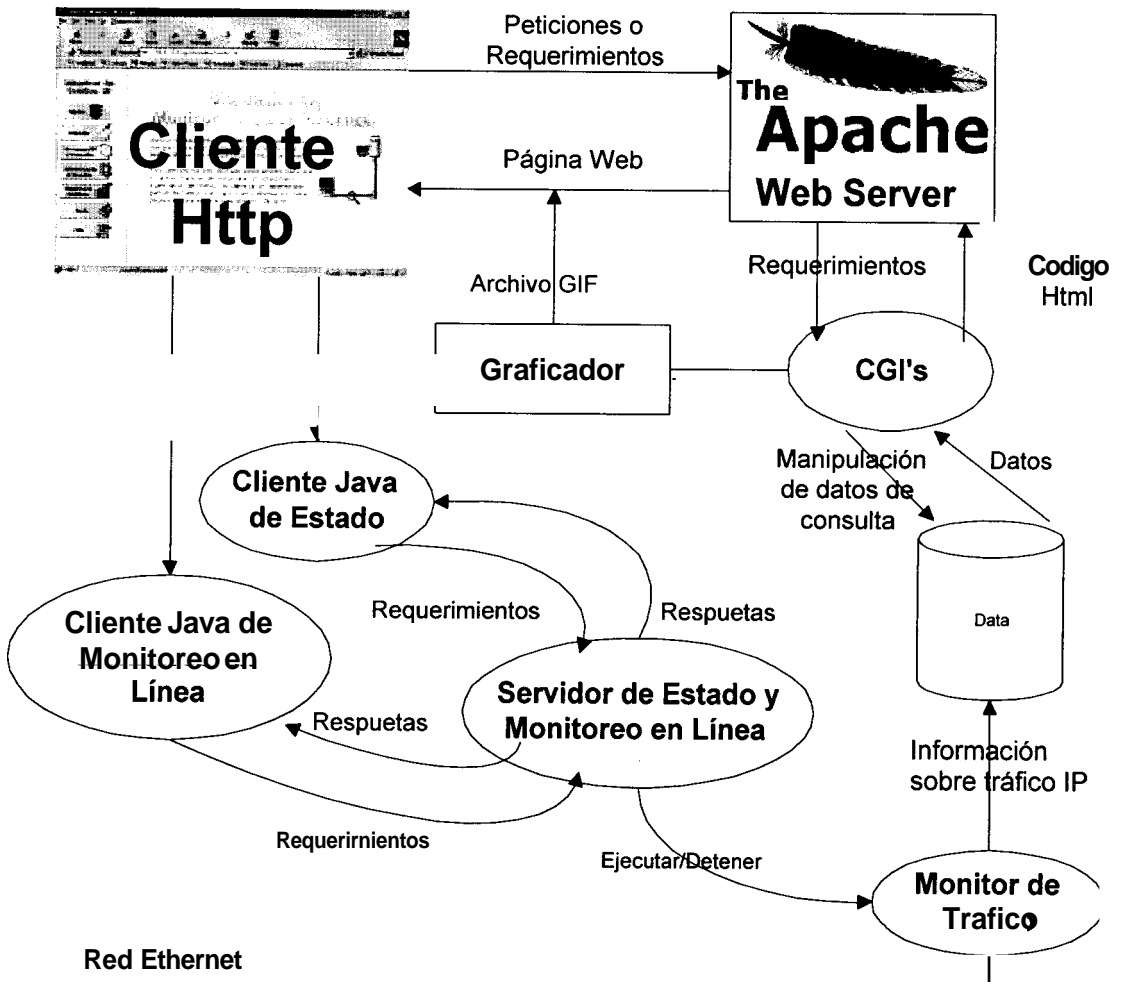 Peticiones o
Requerimientos
The
Apache
Web Server
Cliente
Http
Página Web
Archivo GIF
Requerimientos
Codigo
Html
Graficador
CGI's
Manipulación
de datos de
consulta
Datos
Cliente Java
de Estado
Data
Requerimientos
Respuetas
Cliente Java de
Monitoreo en
Línea
Servidor de Estado y
Monitoreo en Línea
Respuetas
Información
sobre tráfico IP
Requerirnientos
Ejecutar/Detener
Monitor de
Trafico
Red Ethernet